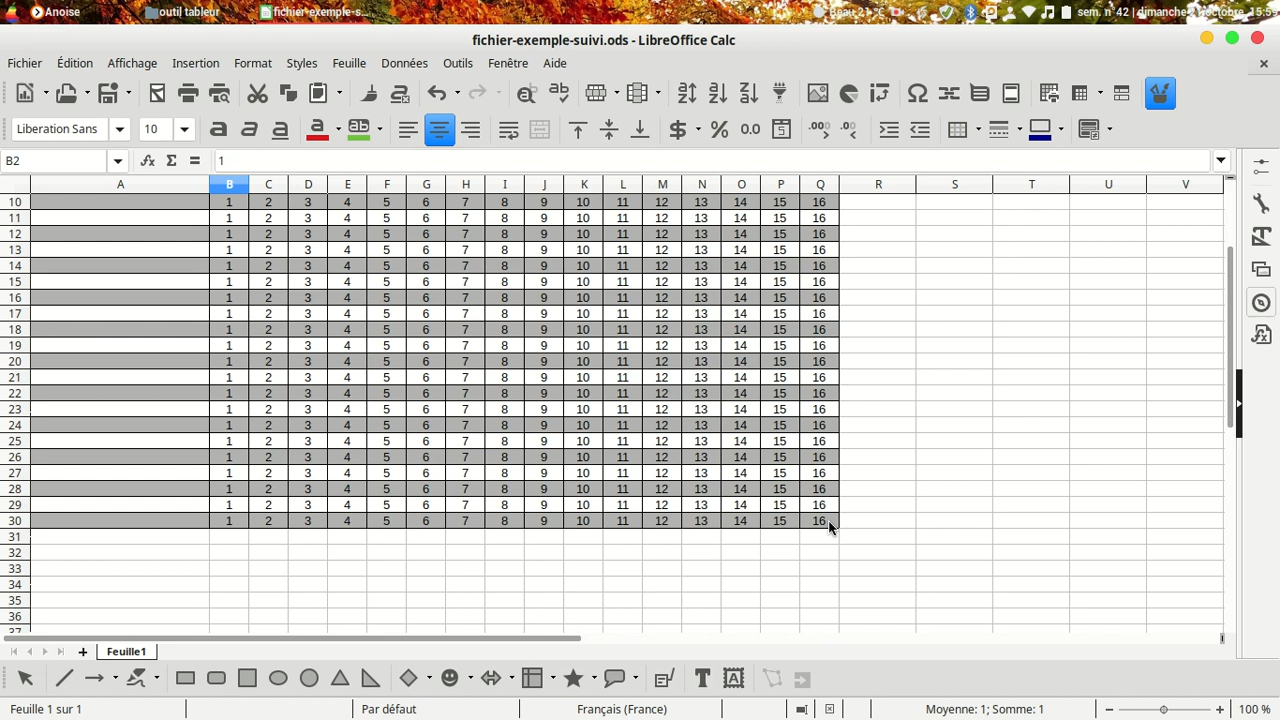 Anoise outil tableur fichier-exemple-s... Beau 21 °C sem. n°42 | dimanche octobre, 15:5
fichier-exemple-suivi.ods - LibreOffice Calc
Fichier Édition Affichage Insertion Format Styles Feuille Données Outils Fenêtre Aide
Liberation Sans 10
B2 1
A B C D E F G H I J K L M N O P Q R S T U V
10 1 2 3 4 5 6 7 8 9 10 11 12 13 14 15 16
11 1 2 3 4 5 6 7 8 9 10 11 12 13 14 15 16
12 1 2 3 4 5 6 7 8 9 10 11 12 13 14 15 16
13 1 2 3 4 5 6 7 8 9 10 11 12 13 14 15 16
14 1 2 3 4 5 6 7 8 9 10 11 12 13 14 15 16
15 1 2 3 4 5 6 7 8 9 10 11 12 13 14 15 16
16 1 2 3 4 5 6 7 8 9 10 11 12 13 14 15 16
17 1 2 3 4 5 6 7 8 9 10 11 12 13 14 15 16
18 1 2 3 4 5 6 7 8 9 10 11 12 13 14 15 16
19 1 2 3 4 5 6 7 8 9 10 11 12 13 14 15 16
20 1 2 3 4 5 6 7 8 9 10 11 12 13 14 15 16
21 1 2 3 4 5 6 7 8 9 10 11 12 13 14 15 16
22 1 2 3 4 5 6 7 8 9 10 11 12 13 14 15 16
23 1 2 3 4 5 6 7 8 9 10 11 12 13 14 15 16
24 1 2 3 4 5 6 7 8 9 10 11 12 13 14 15 16
25 1 2 3 4 5 6 7 8 9 10 11 12 13 14 15 16
26 1 2 3 4 5 6 7 8 9 10 11 12 13 14 15 16
27 1 2 3 4 5 6 7 8 9 10 11 12 13 14 15 16
28 1 2 3 4 5 6 7 8 9 10 11 12 13 14 15 16
29 1 2 3 4 5 6 7 8 9 10 11 12 13 14 15 16
30 1 2 3 4 5 6 7 8 9 10 11 12 13 14 15 16
31
32
33
34
35
36
37
Feuille1
Feuille 1 sur 1 Par défaut Français (France) Moyenne: 1; Somme: 1 100 %